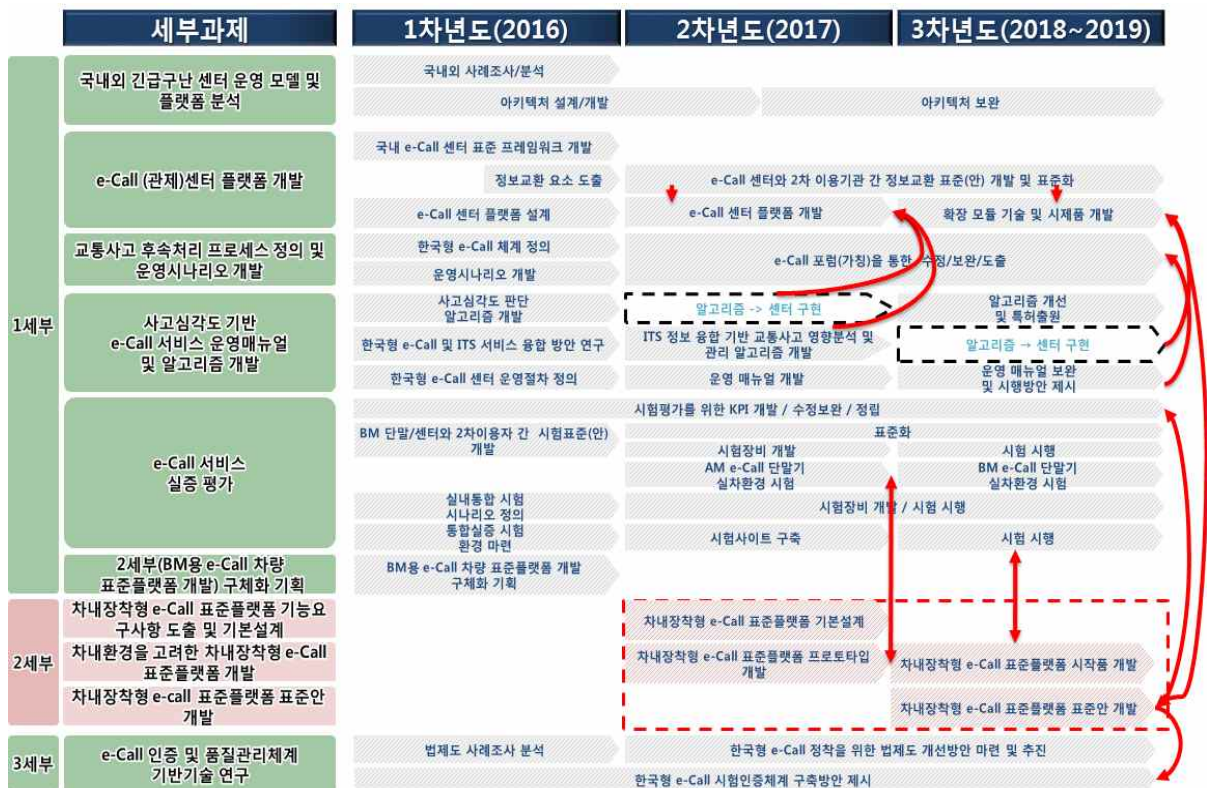 세부과제
1차년도(2016)
2차년도(2017)
3차년도(2018~2019)
1세부
국내외 긴급구난 센터 운영 모델 및
플랫폼 분석
국내외 사례조사/분석
아키텍처 설계/개발
아키텍처 보완
e-Call (관제)센터 플랫폼 개발
국내 e-Call 센터 표준 프레임워크 개발
정보교환 요소 도출
e-Call 센터와 2차 이용기관 간 정보교환 표준(안) 개발 및 표준화
e-Call 센터 플랫폼 설계
e-Call 센터 플랫폼 개발
확장 모듈 기술 및 시제품 개발
교통사고 후속처리 프로세스 정의 및
운영시나리오 개발
한국형 e-Call 체계 정의
운영시나리오 개발
e-Call 포럼(가칭)을 통한 수정/보완/도출
사고심각도 기반
e-Call 서비스 운영매뉴얼
및 알고리즘 개발
사고심각도 판단
알고리즘 개발
알고리즘 -> 센터 구현
알고리즘 개선
및 특허출원
한국형 e-Call 및 ITS 서비스 융합 방안 연구
ITS 정보 융합 기반 교통사고 영향분석 및
관리 알고리즘 개발
알고리즘 → 센터 구현
한국형 e-Call 센터 운영절차 정의
운영 매뉴얼 개발
운영 매뉴얼 보완
및 시행방안 제시
e-Call 서비스
실증 평가
시험평가를 위한 KPI 개발 / 수정보완 / 정립
BM 단말/센터와 2차이용자 간 시험표준(안)
개발
표준화
시험장비 개발
시험 시행
AM e-Call 단말기
실차환경 시험
BM e-Call 단말기
실차환경 시험
실내통합 시험
시나리오 정의
시험장비 개발 / 시험 시행
통합실증 시험
환경 마련
시험사이트 구축
시험 시행
2세부(BM용 e-Call 차량
표준플랫폼 개발) 구체화 기획
BM용 e-Call 차량 표준플랫폼 개발
구체화 기획
2세부
차내장착형 e-Call 표준플랫폼 기능요
구사항 도출 및 기본설계
차내장착형 e-Call 표준플랫폼 기본설계
차내환경을 고려한 차내장착형 e-Call
표준플랫폼 개발
차내장착형 e-Call 표준플랫폼 프로토타입
개발
차내장착형 e-Call 표준플랫폼 시작품 개발
차내장착형 e-call 표준플랫폼 표준안
개발
차내장착형 e-Call 표준플랫폼 표준안 개발
3세부
e-Call 인증 및 품질관리체계
기반기술 연구
법제도 사례조사 분석
한국형 e-Call 정착을 위한 법제도 개선방안 마련 및 추진
한국형 e-Call 시험인증체계 구축방안 제시